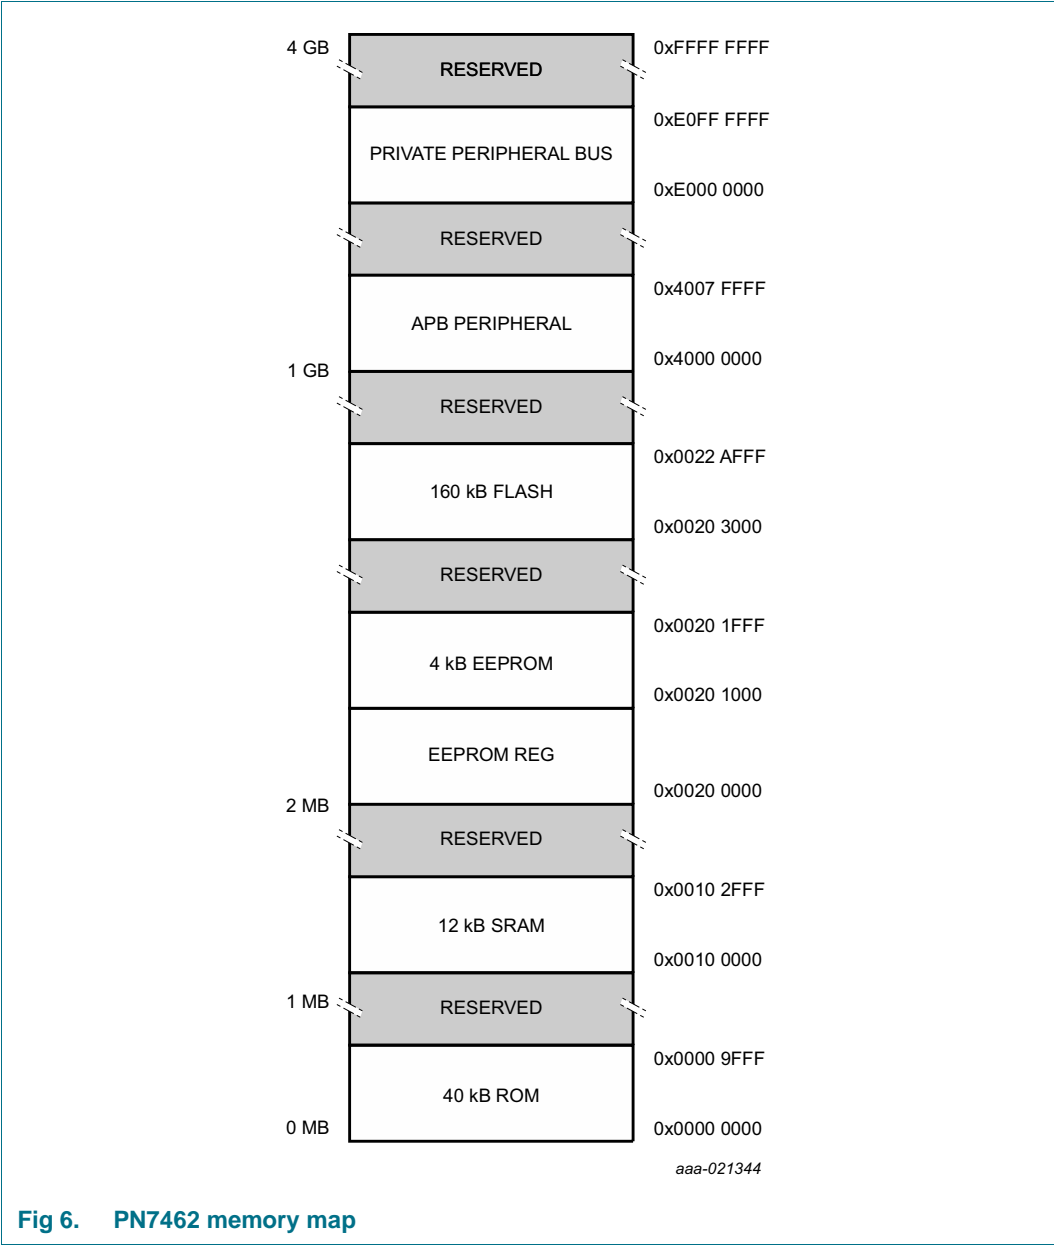 4 GB
0xFFFF FFFF
RESERVED
0xE0FF FFFF
PRIVATE PERIPHERAL BUS
0xE000 0000
RESERVED
0x4007 FFFF
APB PERIPHERAL
0x4000 0000
1 GB
RESERVED
0x0022 AFFF
160 kB FLASH
0x0020 3000
RESERVED
0x0020 1FFF
4 kB EEPROM
0x0020 1000
EEPROM REG
0x0020 0000
2 MB
RESERVED
0x0010 2FFF
12 kB SRAM
0x0010 0000
1 MB
RESERVED
0x0000 9FFF
40 kB ROM
0 MB
0x0000 0000
aaa-021344
Fig 6. PN7462 memory map